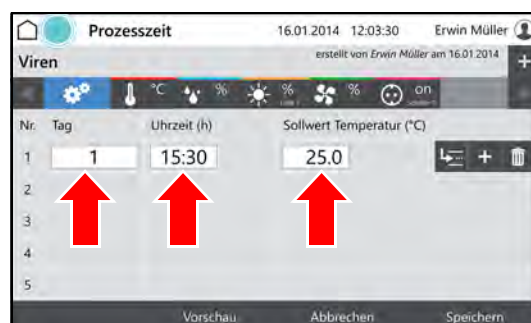 Prozesszeit 16.01.2014 12:03:30 Erwin Müller
Viren erstellt von Erwin Müller am 16.01.2014
°C % % % on
Nr. Tag Uhrzeit (h) Sollwert Temperatur (°C)
1 1 15:30 25.0
2
3
4
5
Vorschau Abbrechen Speichern